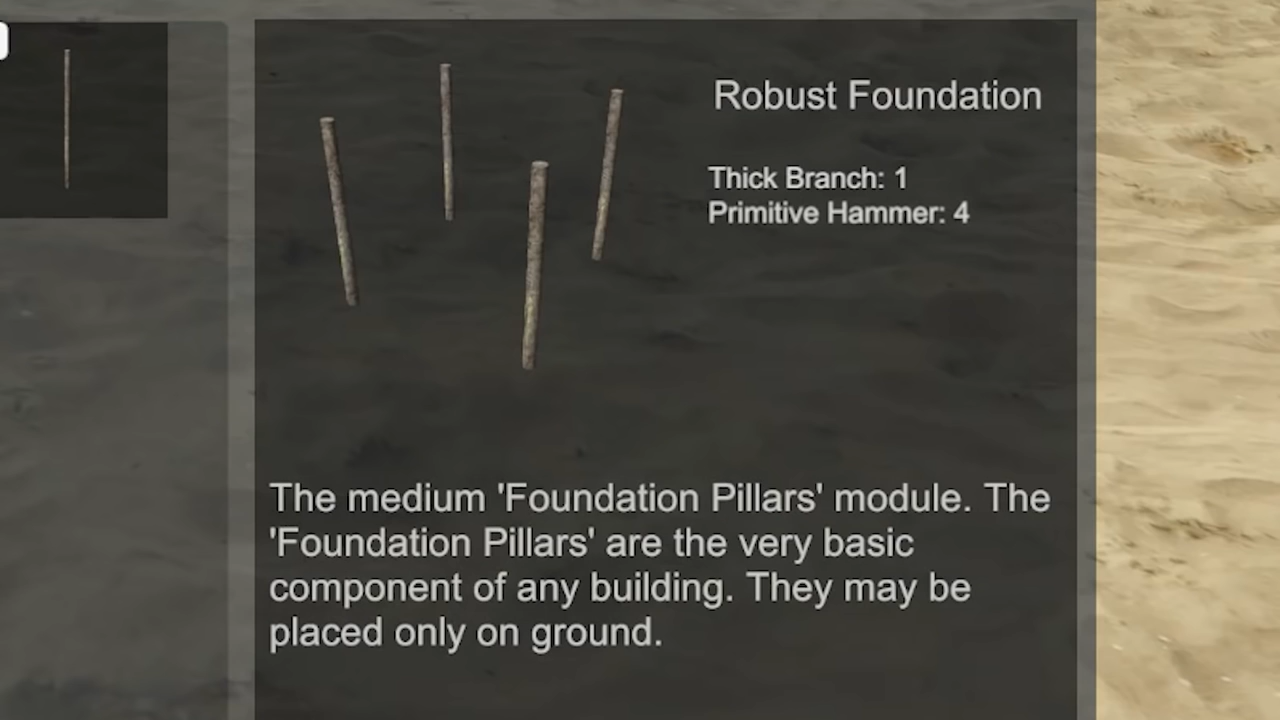 Robust Foundation
Thick Branch: 1
Primitive Hammer: 4
The medium 'Foundation Pillars' module. The
'Foundation Pillars' are the very basic
component of any building. They may be
placed only on ground.